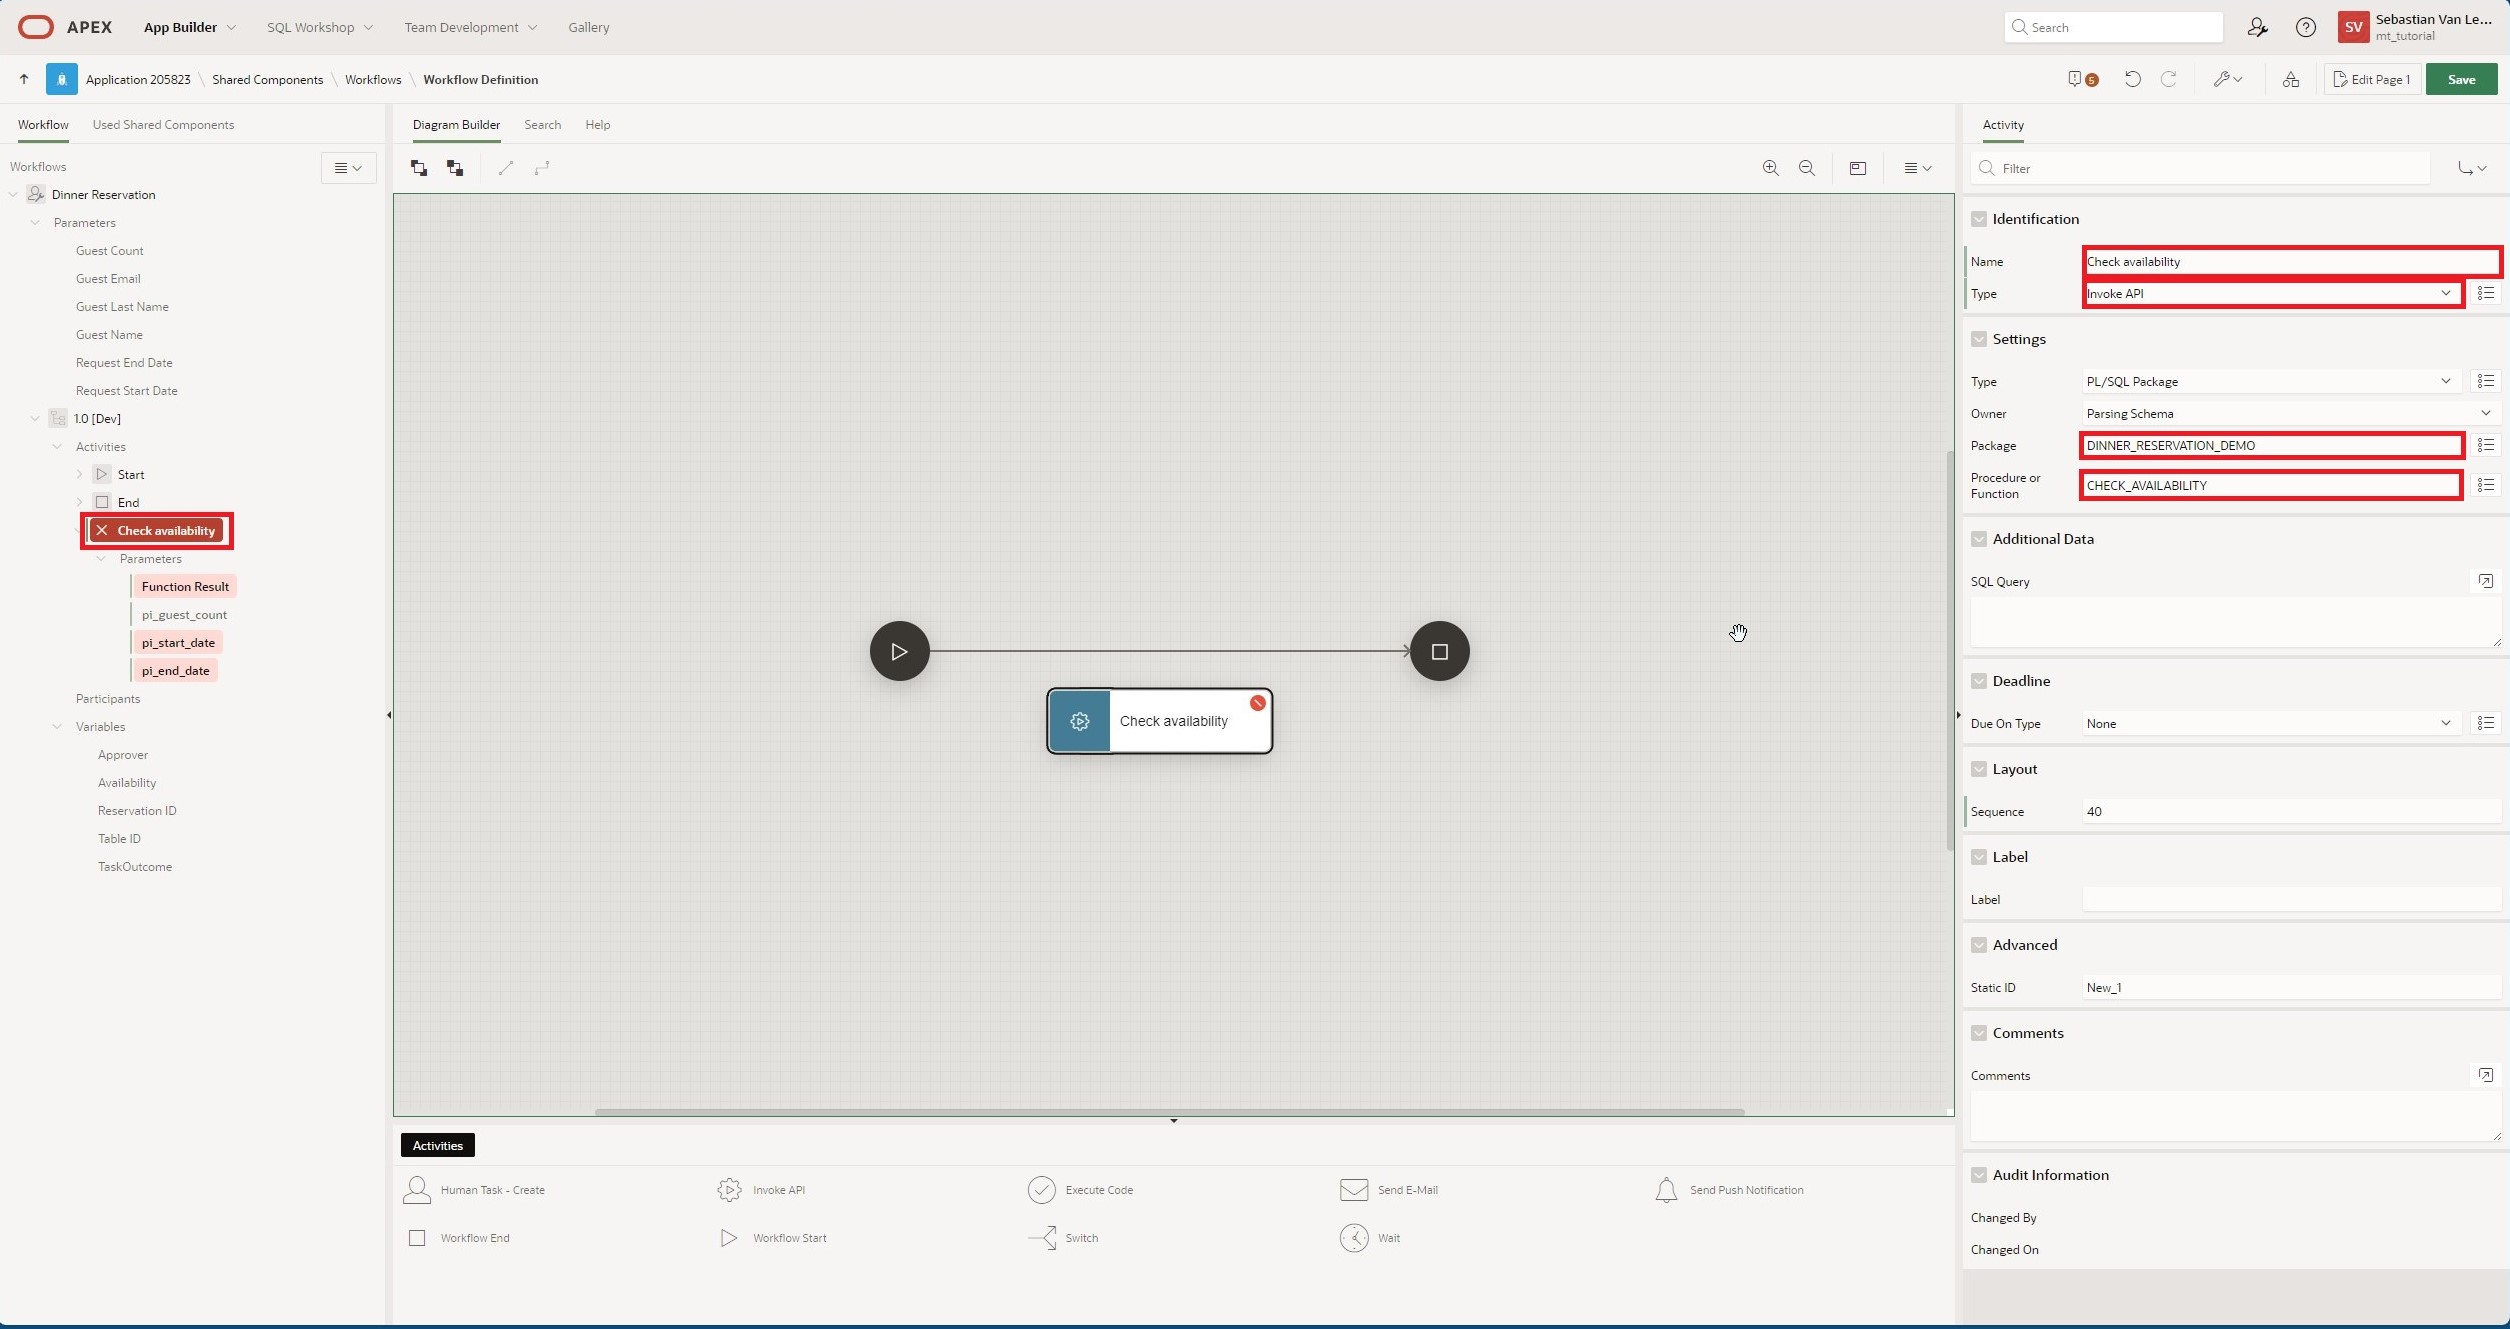 APEX
App Builder
SQL Workshop
Team Development
Gallery
Search
SV
Sebastian Van Le...
mt_tutorial
Application 205823
Shared Components
Workflows
Workflow Definition
5
Edit Page 1
Save
Workflow
Used Shared Components
Workflows
Dinner Reservation
Parameters
Guest Count
Guest Email
Guest Last Name
Guest Name
Request End Date
Request Start Date
1.0 [Dev]
Activities
Start
End
Check availability
Parameters
Function Result
pi_guest_count
pi_start_date
pi_end_date
Participants
Variables
Approver
Availability
Reservation ID
Table ID
TaskOutcome
Diagram Builder
Search
Help
Check availability
Activities
Human Task - Create
Invoke API
Execute Code
Send E-Mail
Send Push Notification
Workflow End
Workflow Start
Switch
Wait
Activity
Filter
Identification
Name
Check availability
Type
Invoke API
Settings
Type
PL/SQL Package
Owner
Parsing Schema
Package
DINNER_RESERVATION_DEMO
Procedure or
Function
CHECK_AVAILABILITY
Additional Data
SQL Query
Deadline
Due On Type
None
Layout
Sequence
40
Label
Label
Advanced
Static ID
New_1
Comments
Comments
Audit Information
Changed By
Changed On